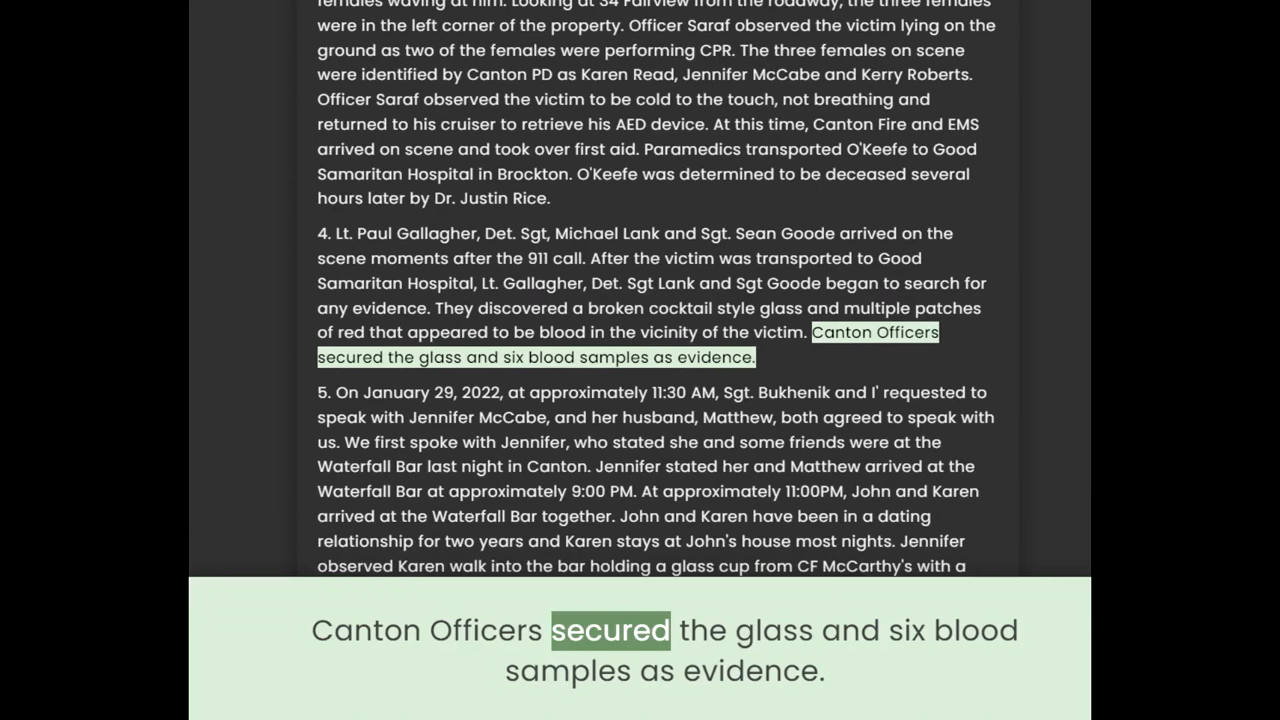 females waving at him. Looking at 34 Fairview from the roadway, the three females
were in the left corner of the property. Officer Saraf observed the victim lying on the
ground as two of the females were performing CPR. The three females on scene
were identified by Canton PD as Karen Read, Jennifer McCabe and Kerry Roberts.
Officer Saraf observed the victim to be cold to the touch, not breathing and
returned to his cruiser to retrieve his AED device. At this time, Canton Fire and EMS
arrived on scene and took over first aid. Paramedics transported O'Keefe to Good
Samaritan Hospital in Brockton. O'Keefe was determined to be deceased several
hours later by Dr. Justin Rice.
4. Lt. Paul Gallagher, Det. Sgt, Michael Lank and Sgt. Sean Goode arrived on the
scene moments after the 911 call. After the victim was transported to Good
Samaritan Hospital, Lt. Gallagher, Det. Sgt Lank and Sgt Goode began to search for
any evidence. They discovered a broken cocktail style glass and multiple patches
of red that appeared to be blood in the vicinity of the victim. Canton Officers
secured the glass and six blood samples as evidence.
5. On January 29, 2022, at approximately 11:30 AM, Sgt. Bukhenik and I' requested to
speak with Jennifer McCabe, and her husband, Matthew, both agreed to speak with
us. We first spoke with Jennifer, who stated she and some friends were at the
Waterfall Bar last night in Canton. Jennifer stated her and Matthew arrived at the
Waterfall Bar at approximately 9:00 PM. At approximately 11:00PM, John and Karen
arrived at the Waterfall Bar together. John and Karen have been in a dating
relationship for two years and Karen stays at John's house most nights. Jennifer
observed Karen walk into the bar holding a glass cup from CF McCarthy's with a
Canton Officers secured the glass and six blood
samples as evidence.